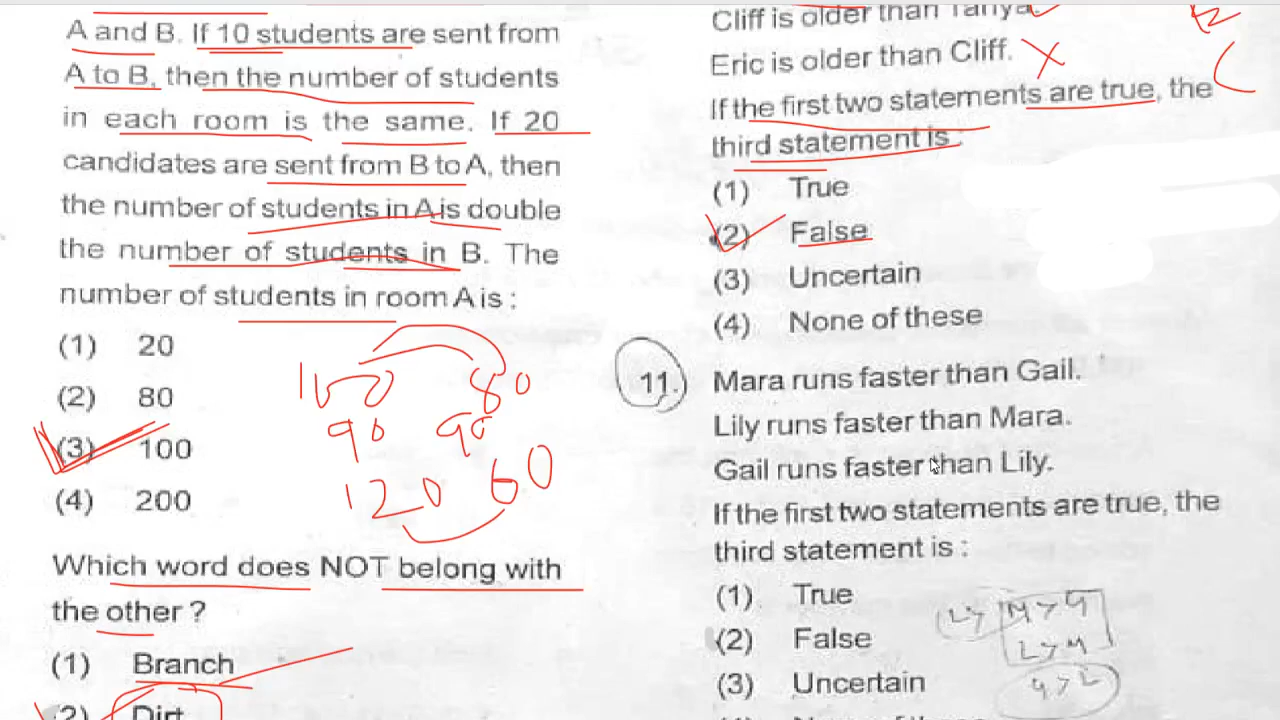 A and B. If 10 students are sent from
A to B, then the number of students
in each room is the same. If 20
candidates are sent from B to A, then
the number of students in A is double
the number of students in B. The
number of students in room A is :
(1) 20
(2) 80
(3) 100
(4) 200
100 80
90 90
120 60
Which word does NOT belong with
the other ?
(1) Branch
(2) Dirt
Cliff is older than Tanya.
Eric is older than Cliff.
If the first two statements are true, the
third statement is :
(1) True
(2) False
(3) Uncertain
(4) None of these
11. Mara runs faster than Gail.
Lily runs faster than Mara.
Gail runs faster than Lily.
If the first two statements are true, the
third statement is :
(1) True
(2) False
(3) Uncertain
L > M > G
L > M
G > L